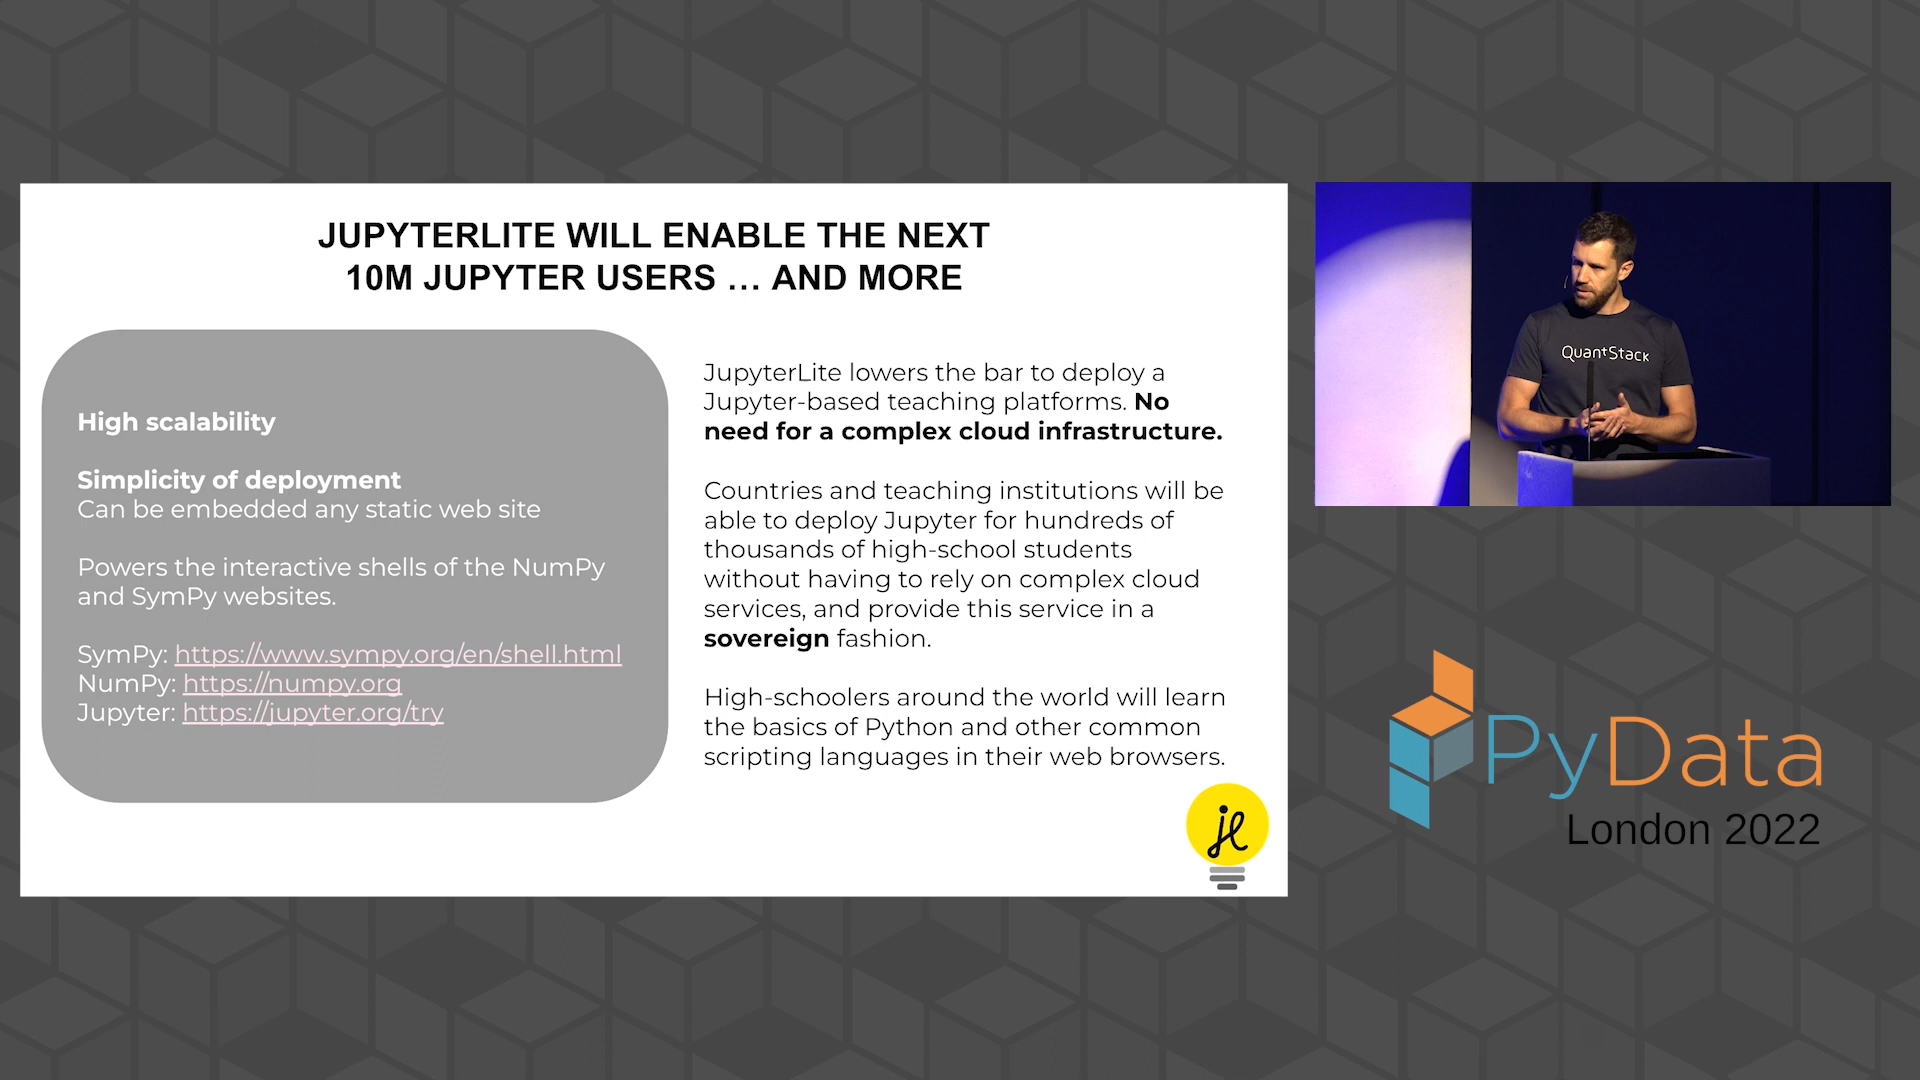 JUPYTERLITE WILL ENABLE THE NEXT
10M JUPYTER USERS … AND MORE
High scalability
Simplicity of deployment
Can be embedded any static web site
Powers the interactive shells of the NumPy
and SymPy websites.
SymPy: https://www.sympy.org/en/shell.html
NumPy: https://numpy.org
Jupyter: https://jupyter.org/try
JupyterLite lowers the bar to deploy a
Jupyter-based teaching platforms. No
need for a complex cloud infrastructure.
Countries and teaching institutions will be
able to deploy Jupyter for hundreds of
thousands of high-school students
without having to rely on complex cloud
services, and provide this service in a
sovereign fashion.
High-schoolers around the world will learn
the basics of Python and other common
scripting languages in their web browsers.
jl
QuantStack
PyData
London 2022